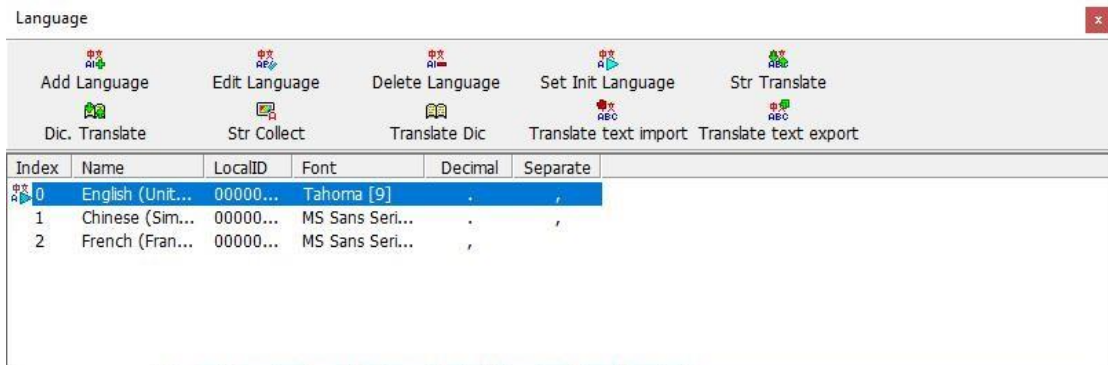 Language x
Add Language Edit Language Delete Language Set Init Language Str Translate
Dic. Translate Str Collect Translate Dic Translate text import Translate text export
Index Name LocalID Font Decimal Separate
0 English (Unit... 00000... Tahoma [9] . ,
1 Chinese (Sim... 00000... MS Sans Seri... . ,
2 French (Fran... 00000... MS Sans Seri... ,